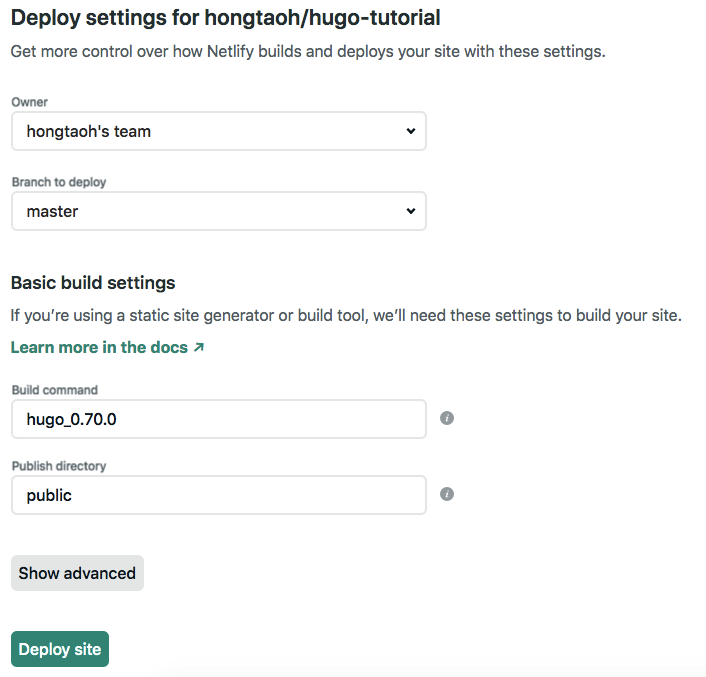 Deploy settings for hongtaoh/hugo-tutorial
Get more control over how Netlify builds and deploys your site with these settings.
Owner
hongtaoh's team
Branch to deploy
master
Basic build settings
If you’re using a static site generator or build tool, we’ll need these settings to build your site.
Learn more in the docs ↗
Build command
hugo_0.70.0
Publish directory
public
Show advanced
Deploy site